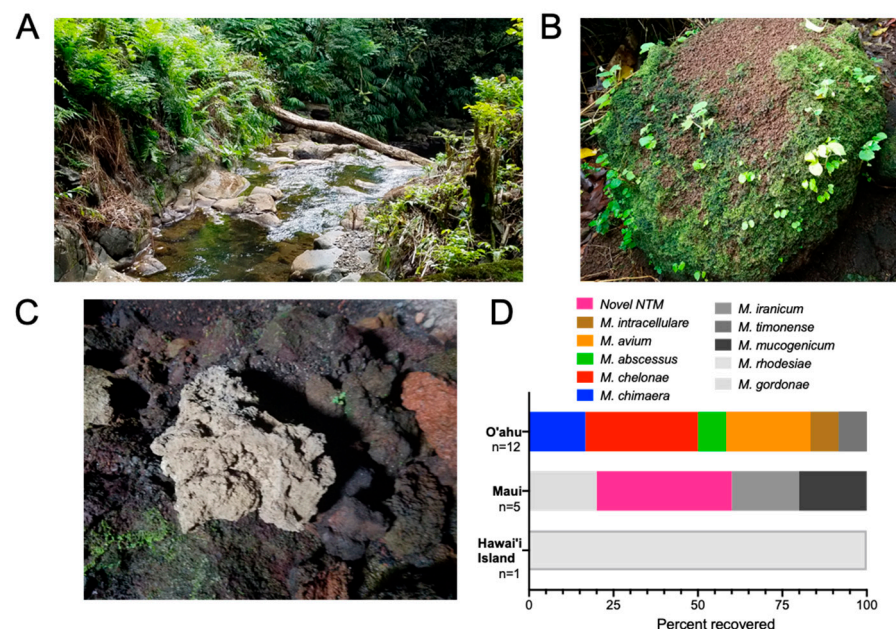 A
B
C
D
Novel NTM
M. intracellulare
M. avium
M. abscessus
M. chelonae
M. chimaera
M. iranicum
M. timonense
M. mucogenicum
M. rhodesiae
M. gordonae
O'ahu
n=12
Maui
n=5
Hawai'i
Island
n=1
0 25 50 75 100
Percent recovered